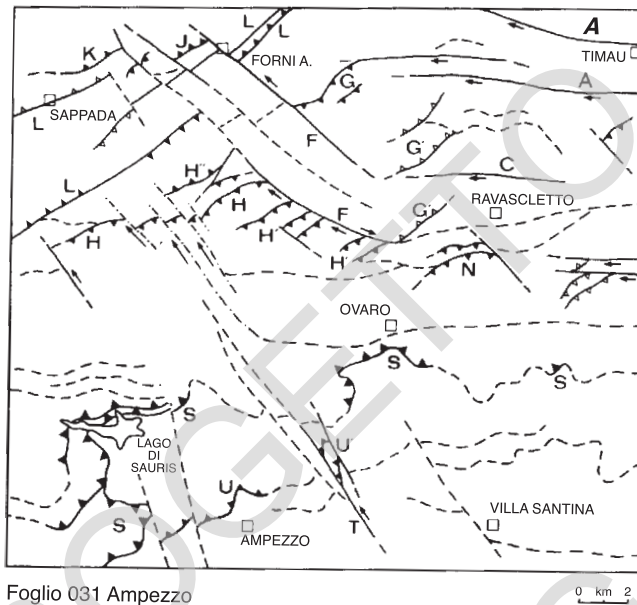 A
L
L
J
K
FORNI A.
TIMAU
G
A
SAPPADA
L
F
G
C
L
H"
H
F
G
RAVASCLETTO
H
H'
H'
N
OVARO
S
S
S
LAGO
DI
SAURIS
U
U
S
T
VILLA SANTINA
AMPEZZO
Foglio 031 Ampezzo
0 km 2